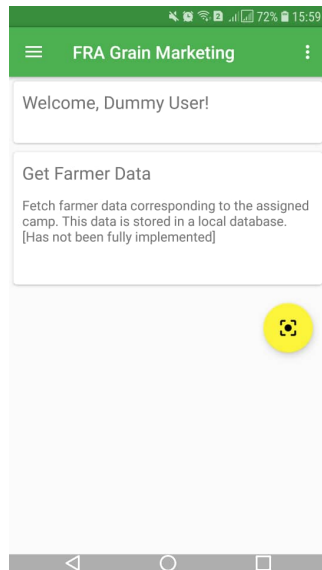 72% 15:59
FRA Grain Marketing
Welcome, Dummy User!
Get Farmer Data
Fetch farmer data corresponding to the assigned
camp. This data is stored in a local database.
[Has not been fully implemented]